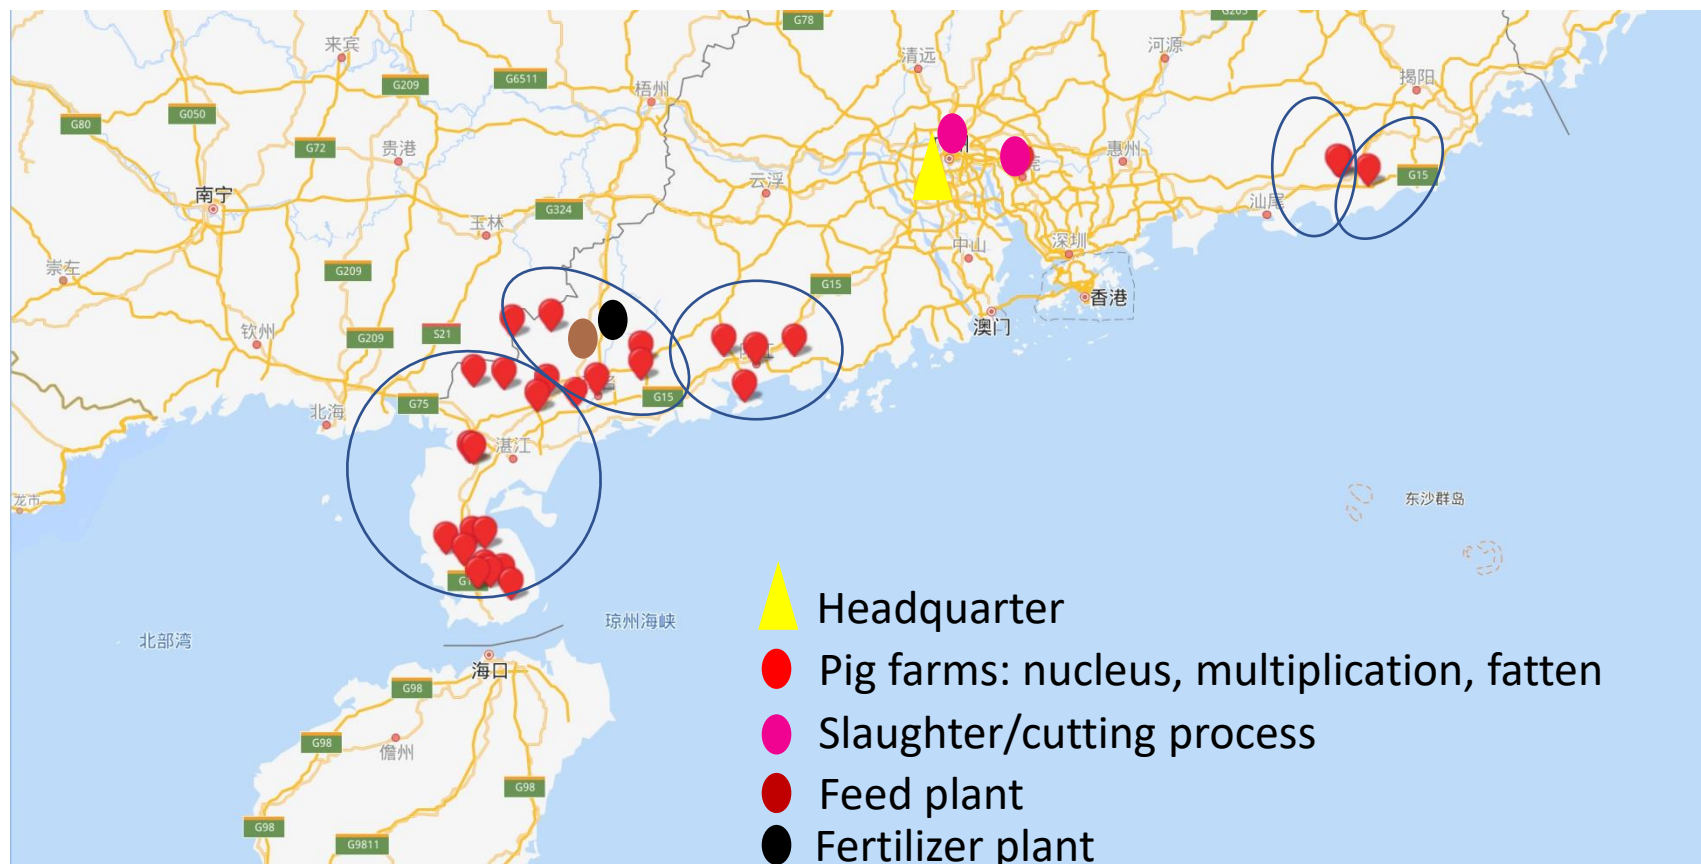 G78
G205
来宾
清远
河源
G6511
G209
揭阳
梧州
G050
G80
G72
贵港
惠州
云浮
G15
南宁
汕尾
G324
玉林
中山
深圳
崇左
G209
G15
香港
澳门
钦州
S21
G209
G15
G75
北海
湛江
龙市
东沙群岛
Headquarter
琼州海峡
北部湾
海口
Pig farms: nucleus, multiplication, fatten
G98
Slaughter/cutting process
G98
儋州
G98
Feed plant
G98
G9811
Fertilizer plant